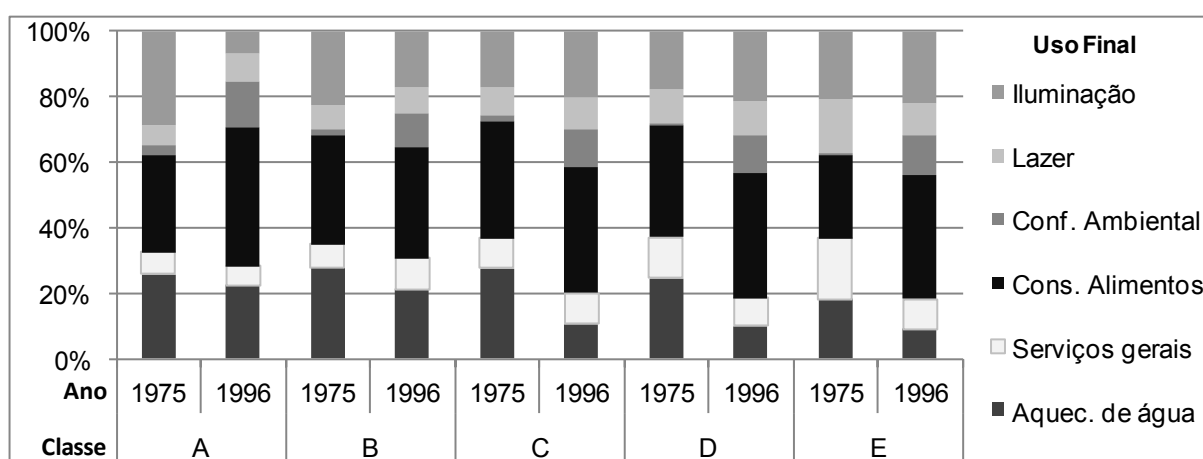 100%
80%
60%
40%
20%
0%
Ano 1975 1996 1975 1996 1975 1996 1975 1996 1975 1996
Classe A B C D E
Uso Final
Iluminação
Lazer
Conf. Ambiental
Cons. Alimentos
Serviços gerais
Aquec. de água